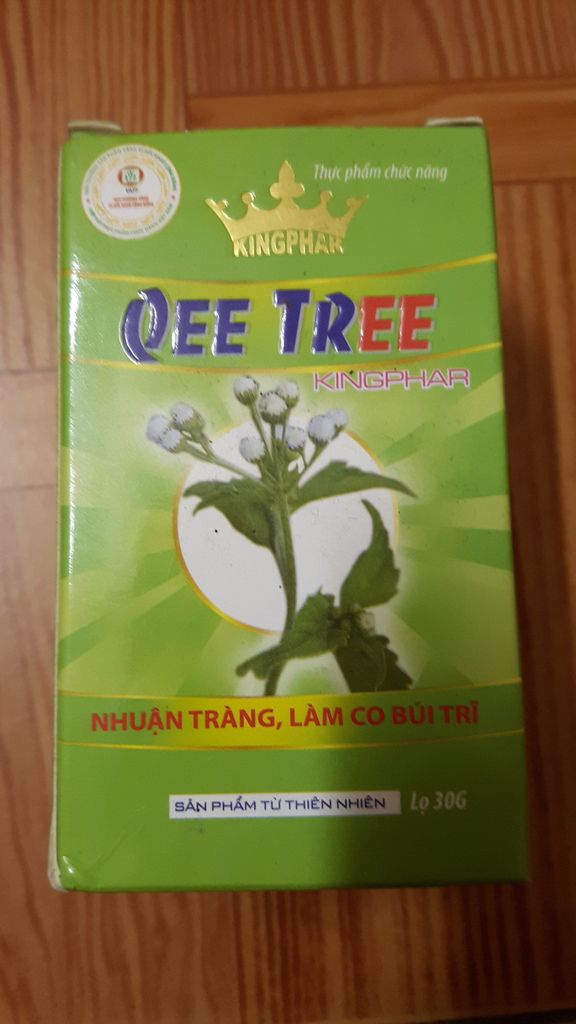 Thực phẩm chức năng
KINGPHAR
QEE TREE
KINGPHAR
NHUẬN TRÀNG, LÀM CO BÚI TRĨ
SẢN PHẨM TỪ THIÊN NHIÊN
Lọ 30G